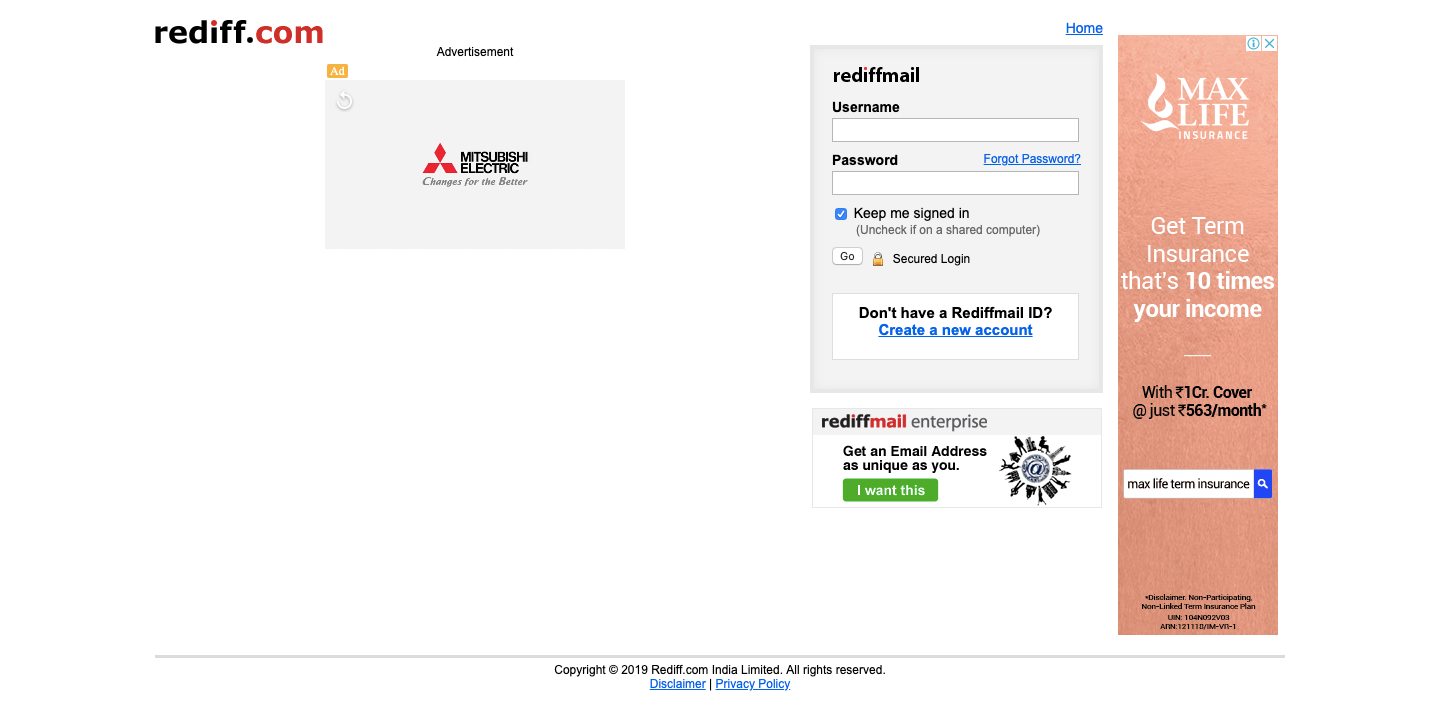 rediff.com
Home
Advertisement
Ad
MITSUBISHI
ELECTRIC
Changes for the Better
rediffmail
Username
Password
Forgot Password?
Keep me signed in
(Uncheck if on a shared computer)
Go
Secured Login
Don't have a Rediffmail ID?
Create a new account
rediffmail enterprise
Get an Email Address
as unique as you.
I want this
@
MAX
LIFE
INSURANCE
Get Term
Insurance
that's 10 times
your income
With ₹1Cr. Cover
@ just ₹563/month*
max life term insurance
*Disclaimer. Non-Participating,
Non-Linked Term Insurance Plan
UIN: 104N092V03
ARN:121118/IM-VR-1
Copyright © 2019 Rediff.com India Limited. All rights reserved.
Disclaimer | Privacy Policy